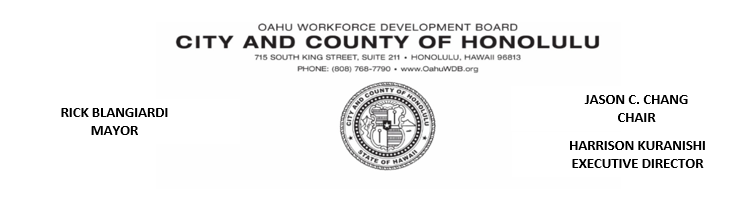 OAHU WORKFORCE DEVELOPMENT BOARD
CITY AND COUNTY OF HONOLULU
715 SOUTH KING STREET, SUITE 211 • HONOLULU, HAWAII 96813
PHONE: (808) 768-7790 • www.OahuWDB.org
RICK BLANGIARDI
MAYOR
CITY AND COUNTY OF HONOLULU
STATE OF HAWAII
JASON C. CHANG
CHAIR
HARRISON KURANISHI
EXECUTIVE DIRECTOR